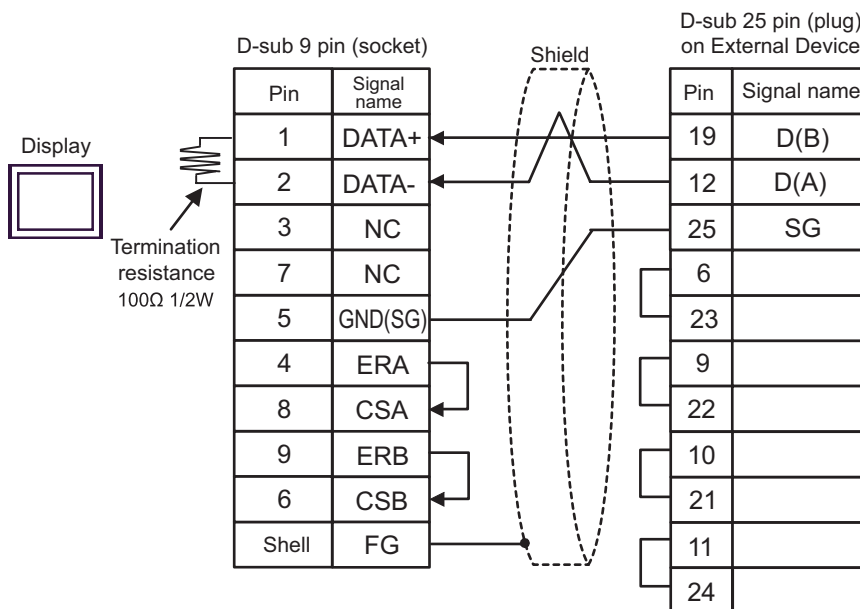 D-sub 25 pin (plug)
on External Device
D-sub 9 pin (socket)
Shield
Pin Signal name
1 DATA+
2 DATA-
3 NC
7 NC
5 GND(SG)
4 ERA
8 CSA
9 ERB
6 CSB
Shell FG
Display
Termination
resistance
100Ω 1/2W
Pin Signal name
19 D(B)
12 D(A)
25 SG
6
23
9
22
10
21
11
24